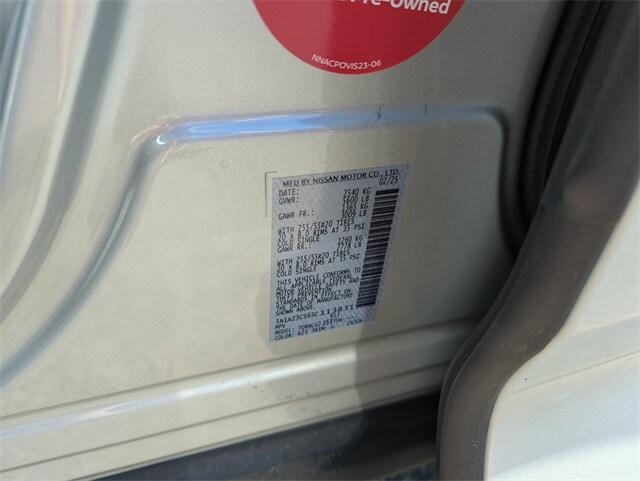 Pre-Owned
NNACPOVIS23-06
MFD BY NISSAN MOTOR CO., LTD.
DATE: 02/25
GVWR: 2540 KG
5600 LB
GAWR FR.: 1365 KG
3009 LB
WITH 255/55R20 TIRES
20 X 8.0 RIMS AT 35 PSI
COLD SINGLE
GAWR RR.: 1260 KG
2778 LB
WITH 255/55R20 TIRES
20 X 8.0 RIMS AT 35 PSI
COLD SINGLE
THIS VEHICLE CONFORMS TO
ALL APPLICABLE FEDERAL
MOTOR VEHICLE SAFETY AND
THEFT PREVENTION
STANDARDS IN EFFECT ON
THE DATE OF MANUFACTURE
SHOWN ABOVE.
MPV
COLOR: TRIM: G